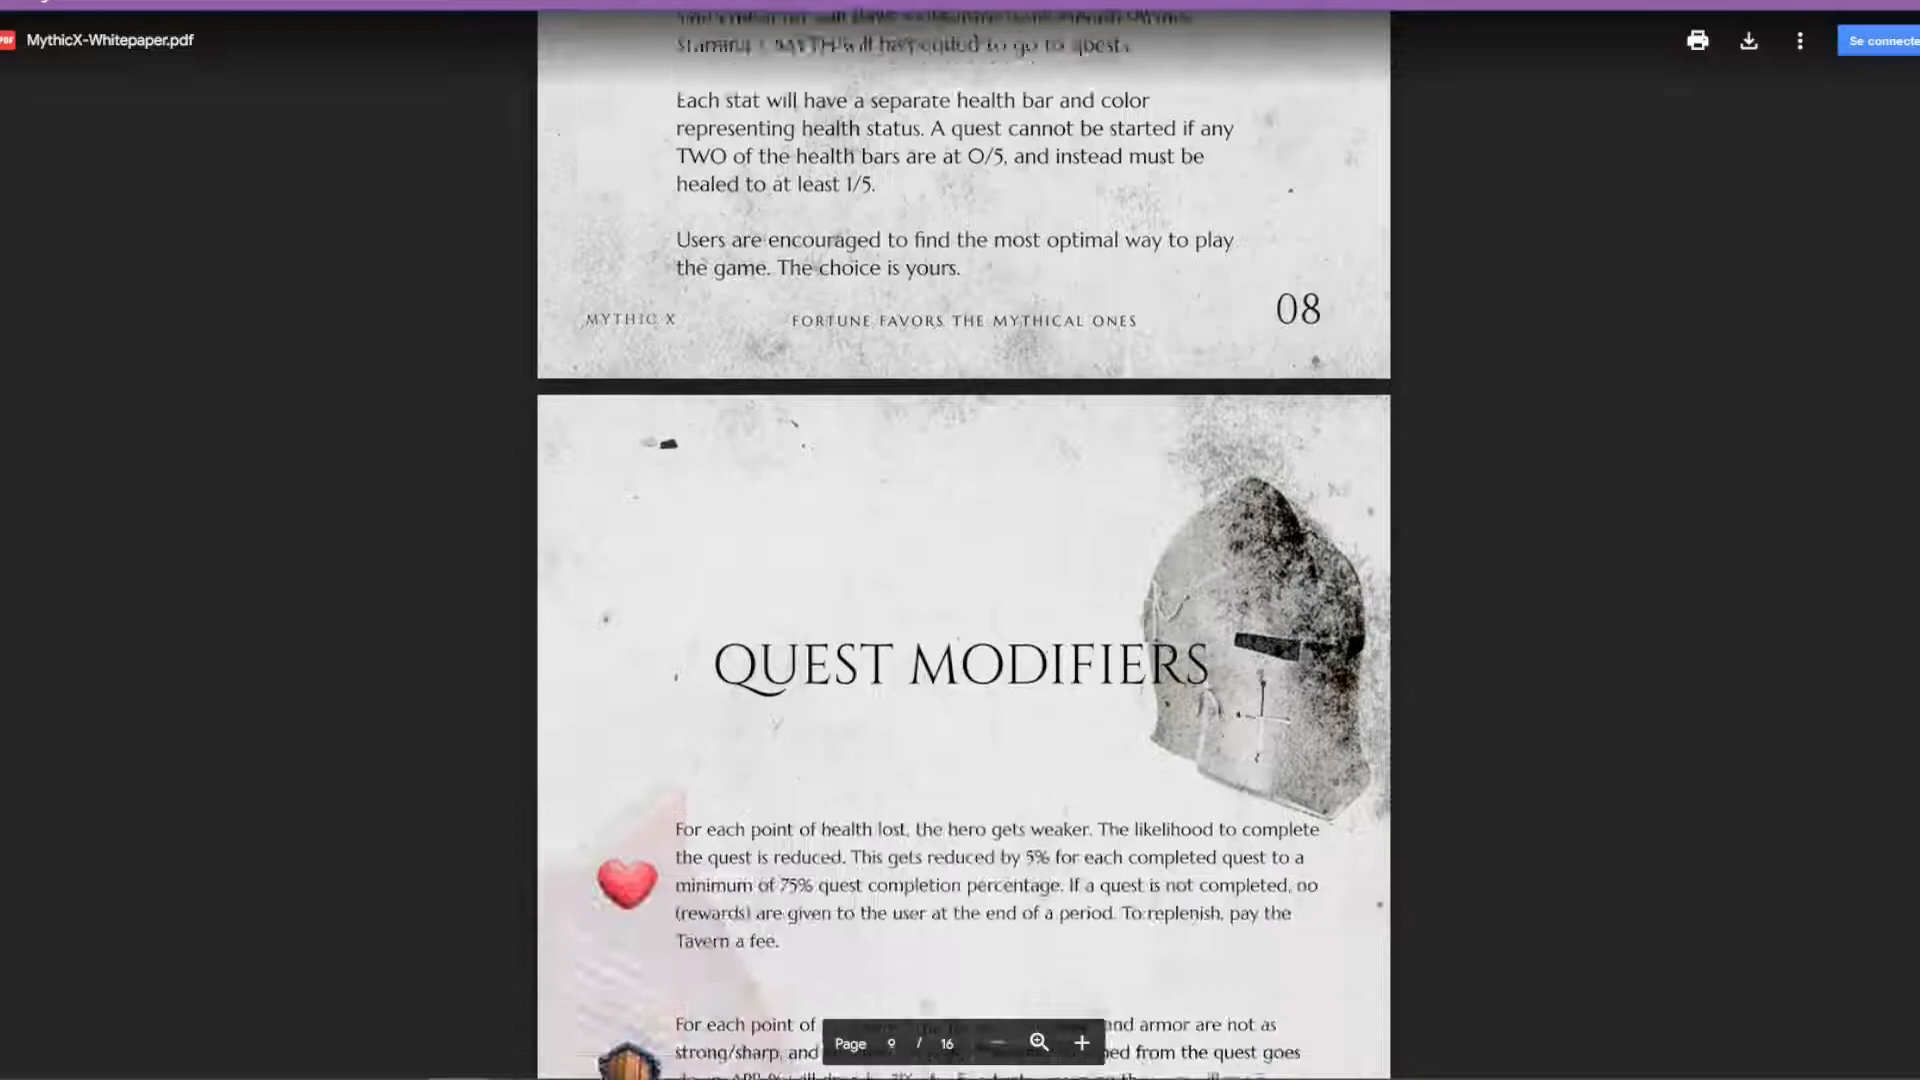 PDF
MythicX-Whitepaper.pdf
Se connecte
Each stat will have a separate health bar and color
representing health status. A quest cannot be started if any
TWO of the health bars are at 0/5, and instead must be
healed to at least 1/5.
Users are encouraged to find the most optimal way to play
the game. The choice is yours.
MYTHIC X
FORTUNE FAVORS THE MYTHICAL ONES
08
QUEST MODIFIERS
For each point of health lost, the hero gets weaker. The likelihood to complete
the quest is reduced. This gets reduced by 5% for each completed quest to a
minimum of 75% quest completion percentage. If a quest is not completed, no
(rewards) are given to the user at the end of a period. To replenish, pay the
Tavern a fee.
For each point of and armor are not as
strong/sharp, and from the quest goes
Page 9 / 16